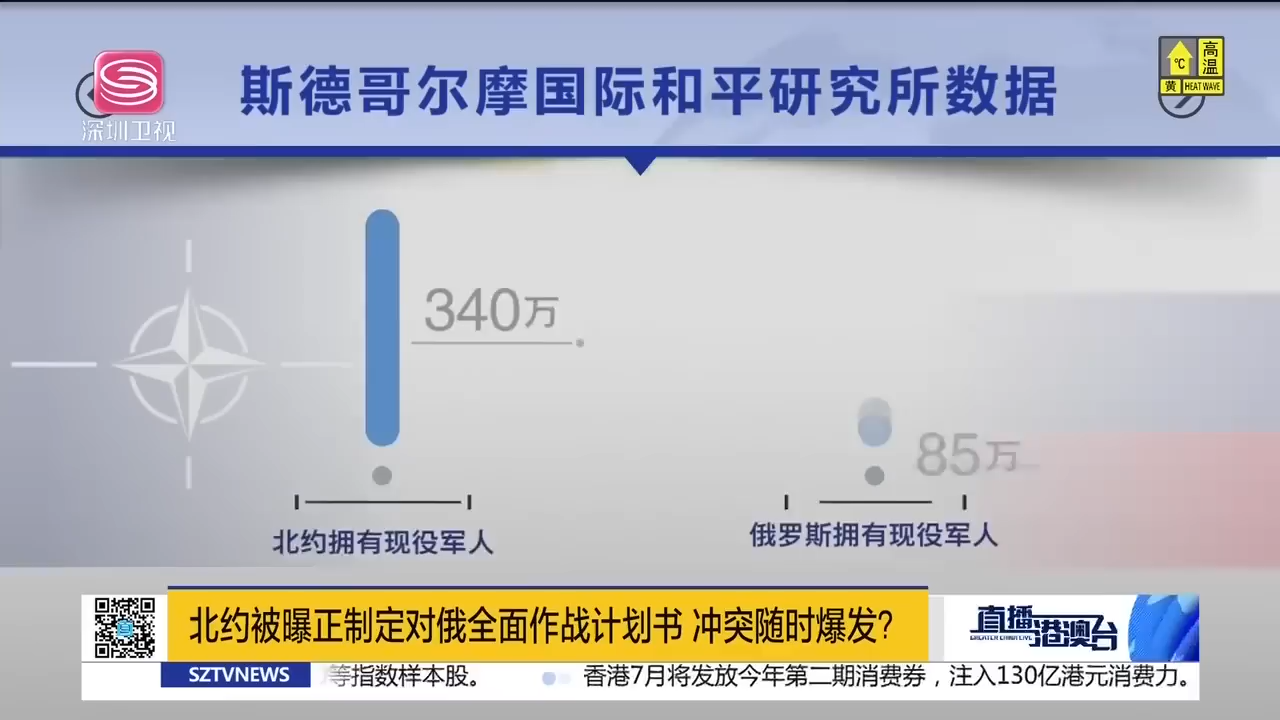 斯德哥尔摩国际和平研究所数据
深圳卫视
℃
高温
黄
HEAT WAVE
340万
85万
北约拥有现役军人
俄罗斯拥有现役军人
北约被曝正制定对俄全面作战计划书 冲突随时爆发?
直播港澳台
GREATER CHINA LIVE
SZTVNEWS
等指数样本股。
香港7月将发放今年第二期消费券，注入130亿港元消费力。